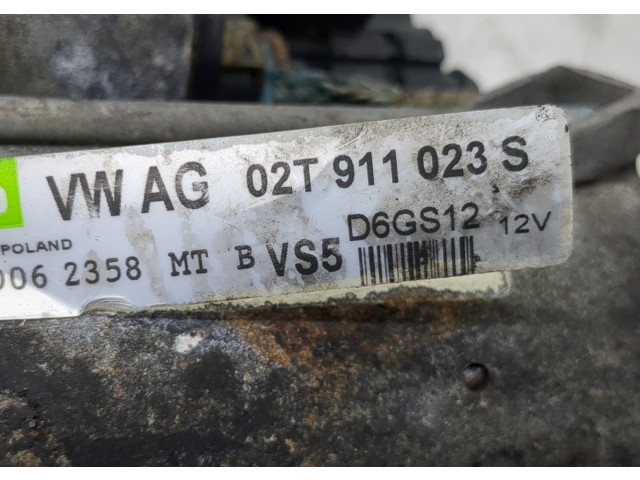 VW AG 02T 911 023 S
POLAND D6GS12 12V
006 2358 MT B VS5